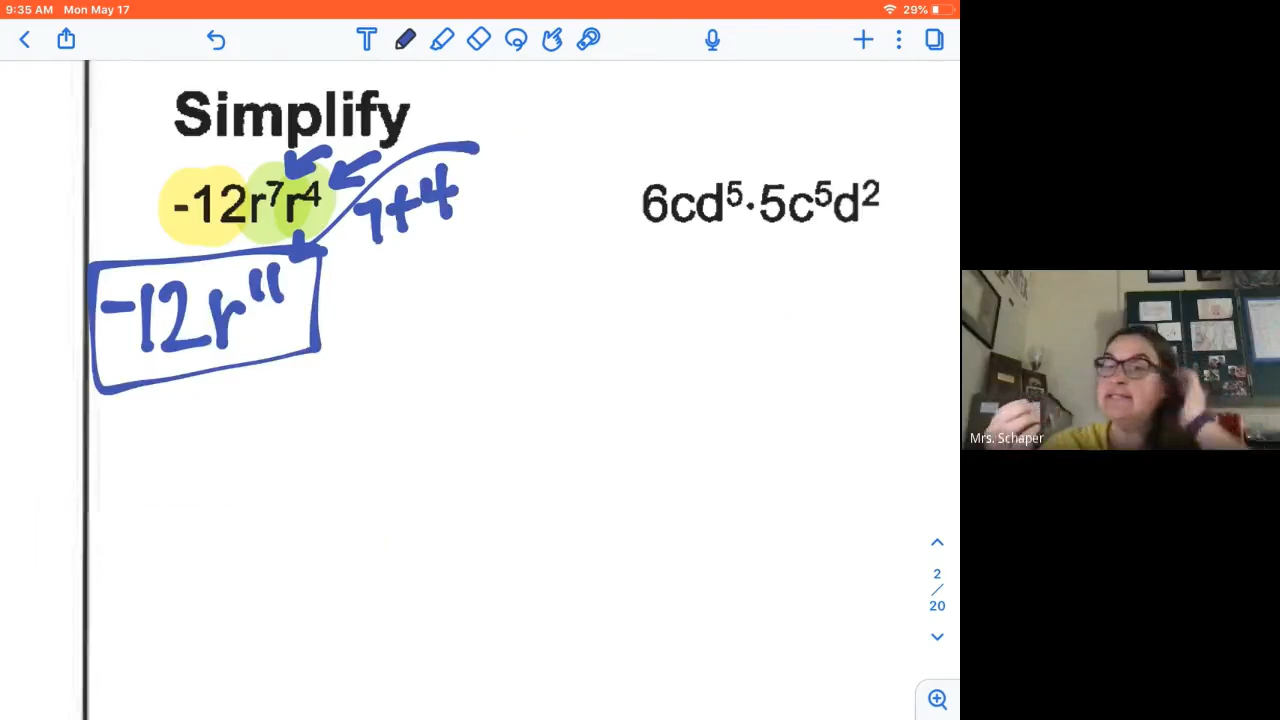 9:35 AM Mon May 17
29%
Simplify
-12r⁷r⁴
7+4
-12r¹¹
6cd⁵·5c⁵d²
2
/
20
Mrs. Schaper